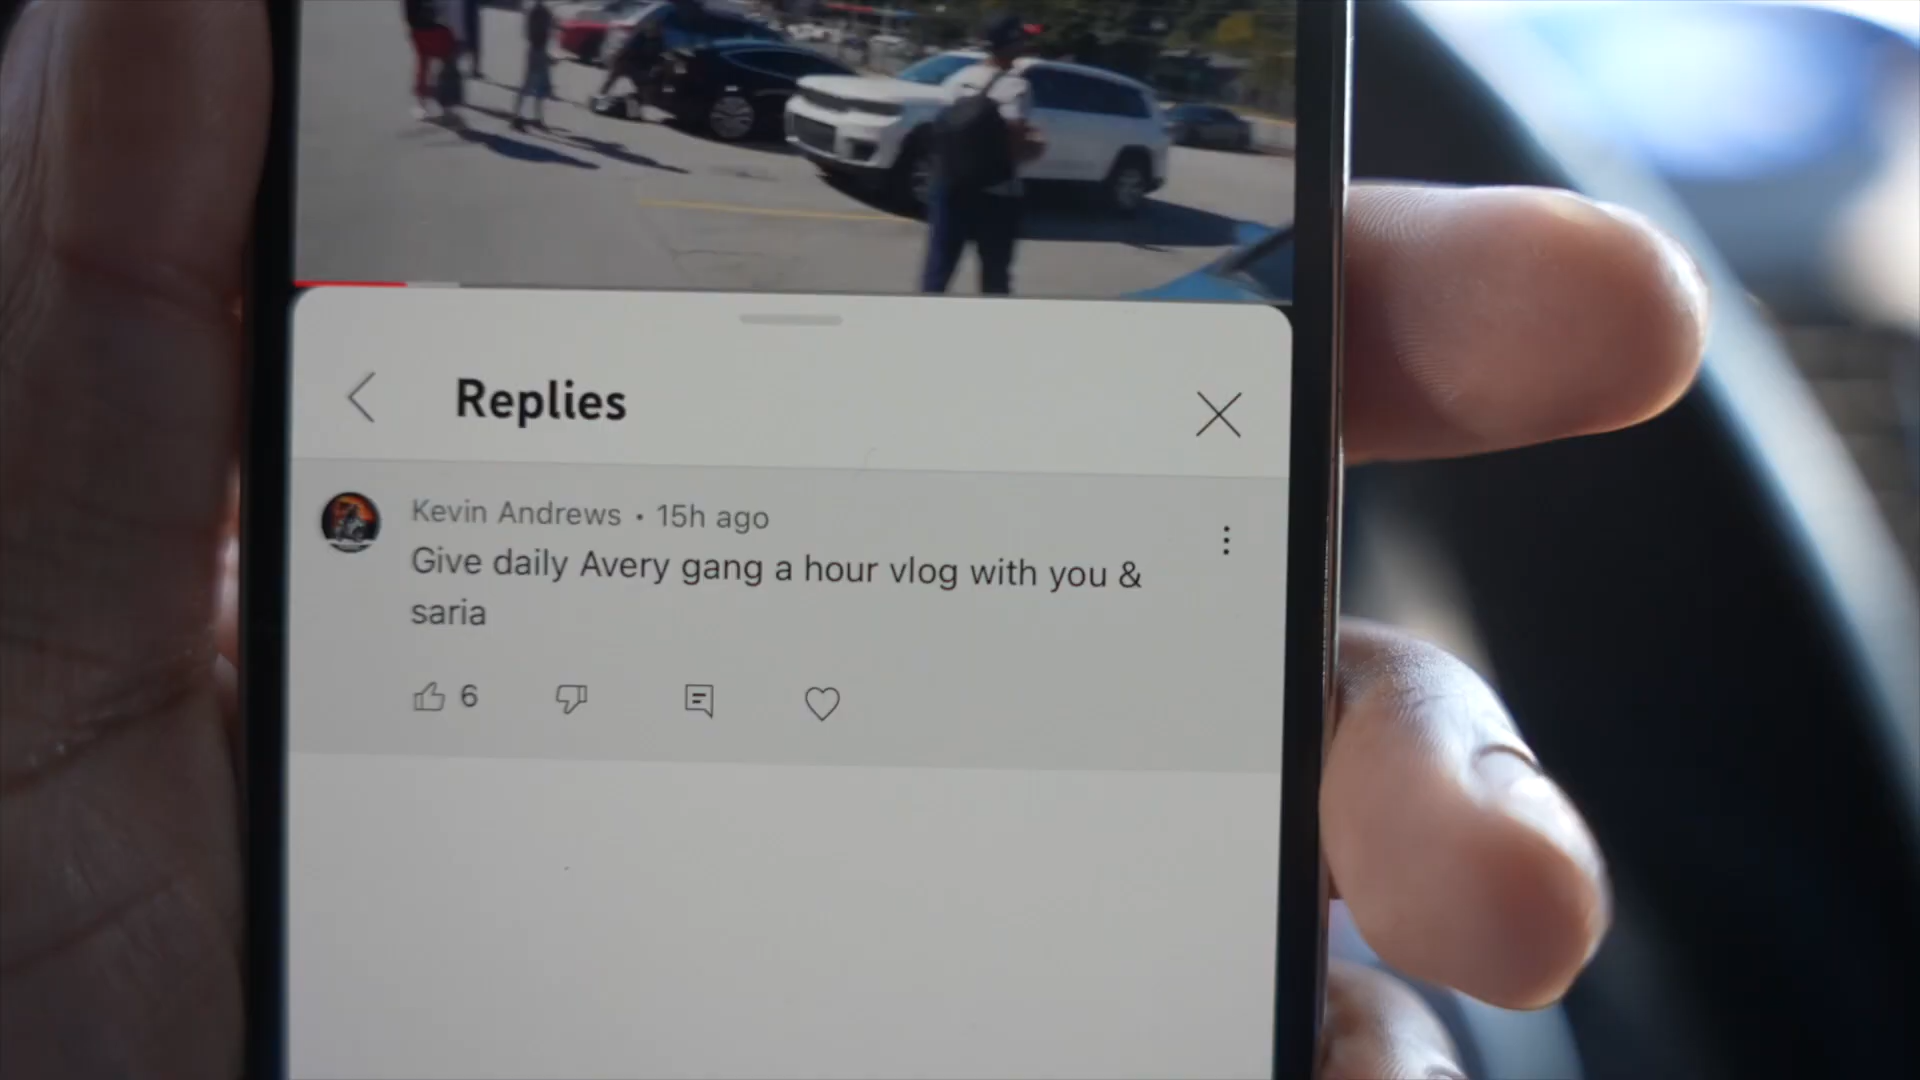 Replies
Kevin Andrews • 15h ago
Give daily Avery gang a hour vlog with you &
saria
6